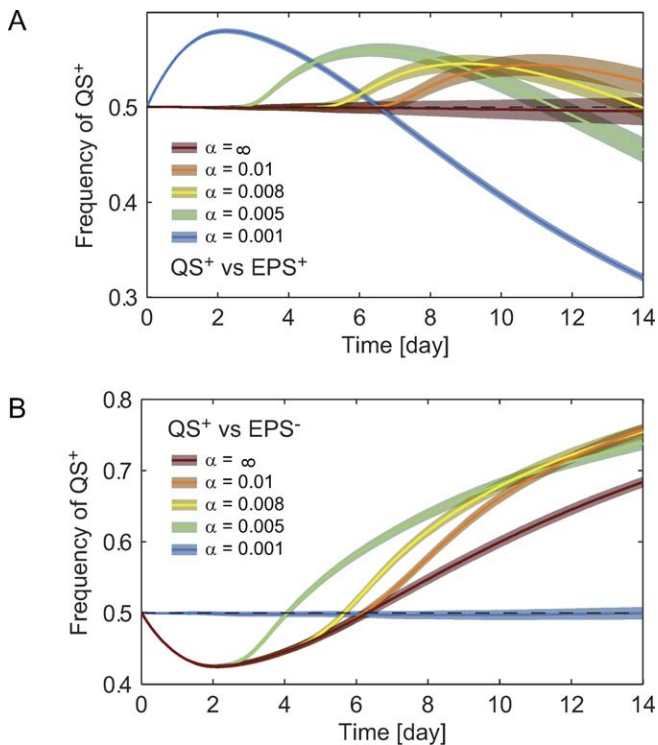 A
Frequency of QS⁺
0.5
0.4
0.3
α = ∞
α = 0.01
α = 0.008
α = 0.005
α = 0.001
QS⁺ vs EPS⁺
0 2 4 6 8 10 12 14
Time [day]
B
Frequency of QS⁺
0.8
0.7
0.6
0.5
0.4
QS⁺ vs EPS⁻
α = ∞
α = 0.01
α = 0.008
α = 0.005
α = 0.001
0 2 4 6 8 10 12 14
Time [day]